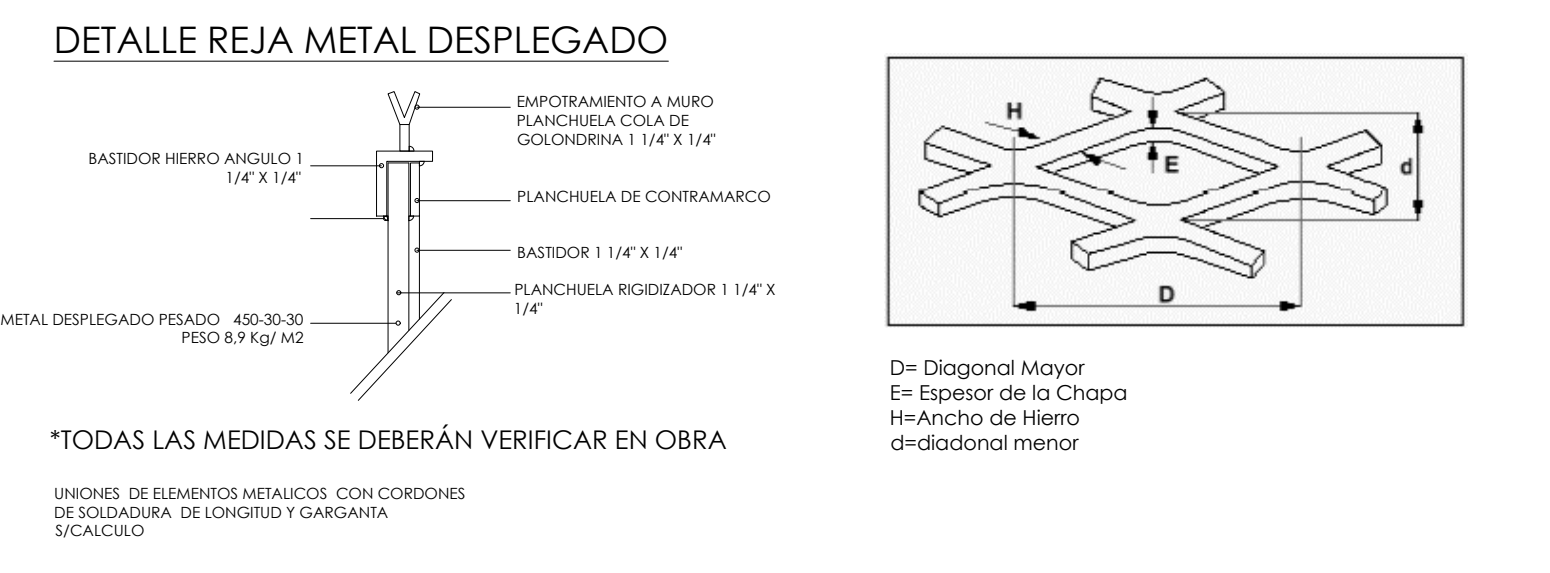 DETALLE REJA METAL DESPLEGADO
EMPOTRAMIENTO A MURO
PLANCHUELA COLA DE
GOLONDRINA 1 1/4" X 1/4"
BASTIDOR HIERRO ANGULO 1
1/4" X 1/4"
PLANCHUELA DE CONTRAMARCO
BASTIDOR 1 1/4" X 1/4"
PLANCHUELA RIGIDIZADOR 1 1/4" X
1/4"
METAL DESPLEGADO PESADO 450-30-30
PESO 8,9 Kg/ M2
*TODAS LAS MEDIDAS SE DEBERÁN VERIFICAR EN OBRA
UNIONES DE ELEMENTOS METALICOS CON CORDONES
DE SOLDADURA DE LONGITUD Y GARGANTA
S/CALCULO
H
E
d
D
D= Diagonal Mayor
E= Espesor de la Chapa
H=Ancho de Hierro
d=diadonal menor